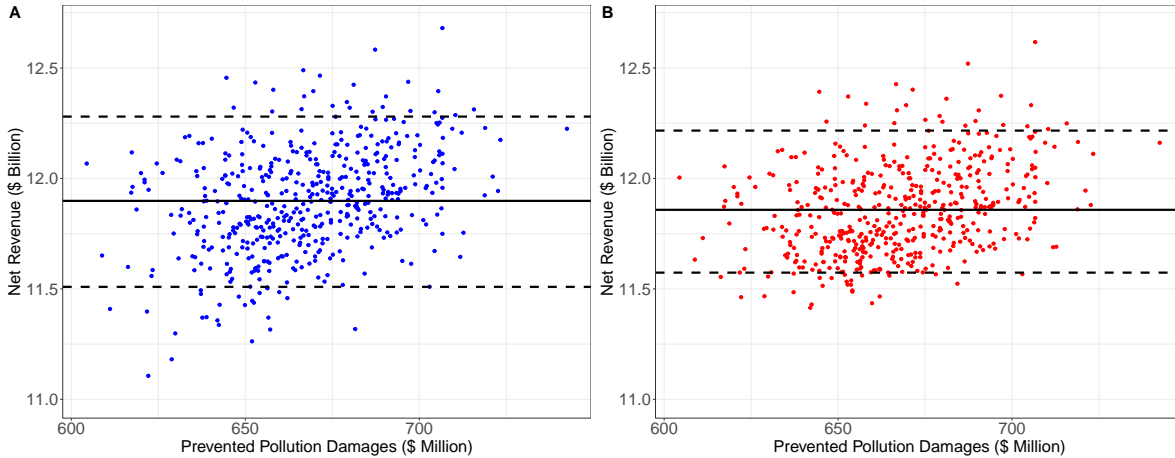 A
Net Revenue ($ Billion)
12.5
12.0
11.5
11.0
600
650
700
Prevented Pollution Damages ($ Million)
B
Net Revenue ($ Billion)
12.5
12.0
11.5
11.0
600
650
700
Prevented Pollution Damages ($ Million)